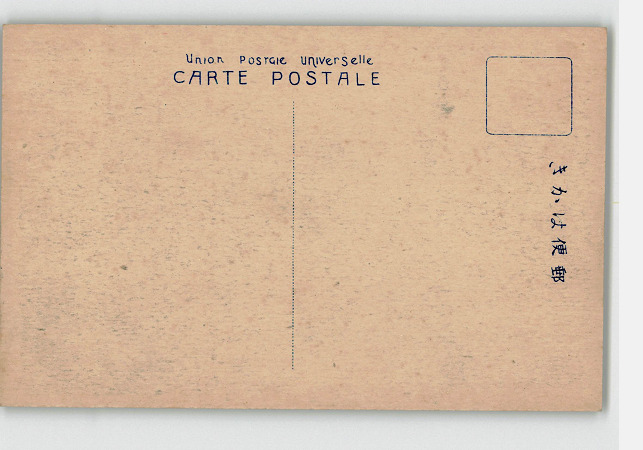 Union Postale Universelle
CARTE POSTALE
きかは便郵